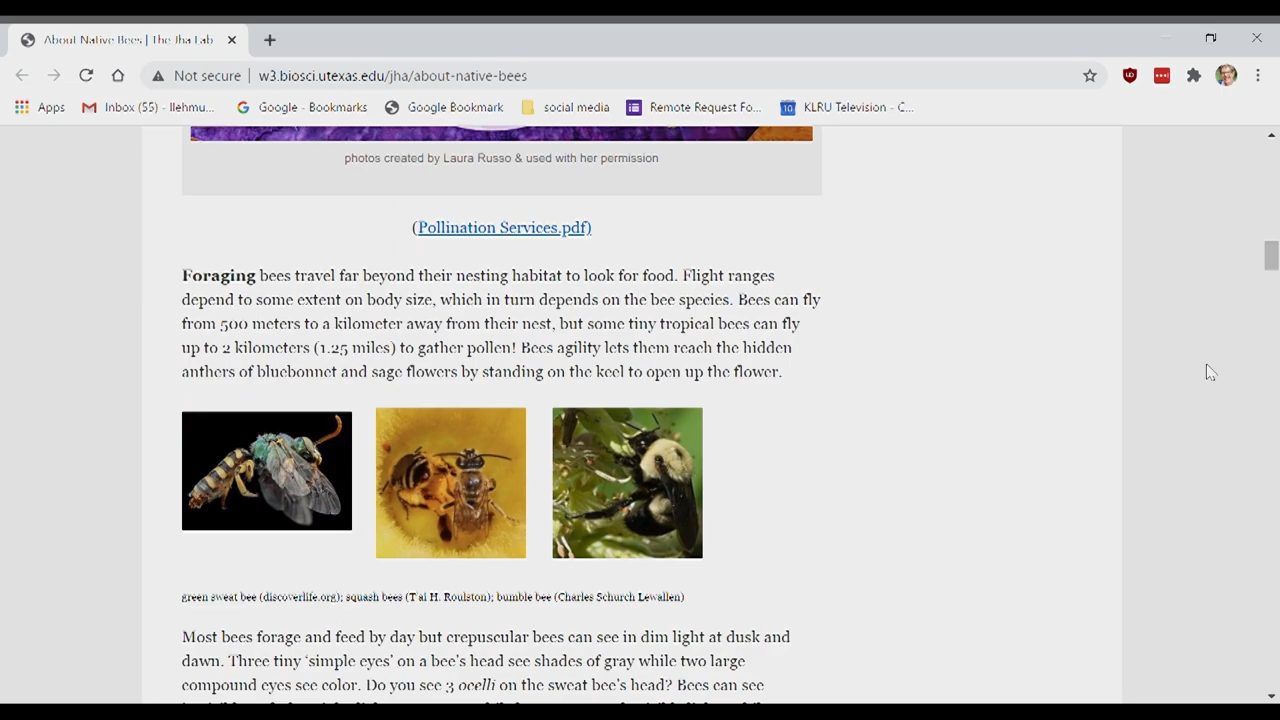 About Native Bees | The Jha Lab
Not secure | w3.biosci.utexas.edu/jha/about-native-bees
Apps Inbox (55) - llehmu... Google - Bookmarks Google Bookmark social media Remote Request Fo... 10 KLRU Television - C...
photos created by Laura Russo & used with her permission
(Pollination Services.pdf)
Foraging bees travel far beyond their nesting habitat to look for food. Flight ranges
depend to some extent on body size, which in turn depends on the bee species. Bees can fly
from 500 meters to a kilometer away from their nest, but some tiny tropical bees can fly
up to 2 kilometers (1.25 miles) to gather pollen! Bees agility lets them reach the hidden
anthers of bluebonnet and sage flowers by standing on the keel to open up the flower.
green sweat bee (discoverlife.org); squash bees (T'ai H. Roulston); bumble bee (Charles Schurch Lewallen)
Most bees forage and feed by day but crepuscular bees can see in dim light at dusk and
dawn. Three tiny ‘simple eyes’ on a bee’s head see shades of gray while two large
compound eyes see color. Do you see 3 ocelli on the sweat bee’s head? Bees can see